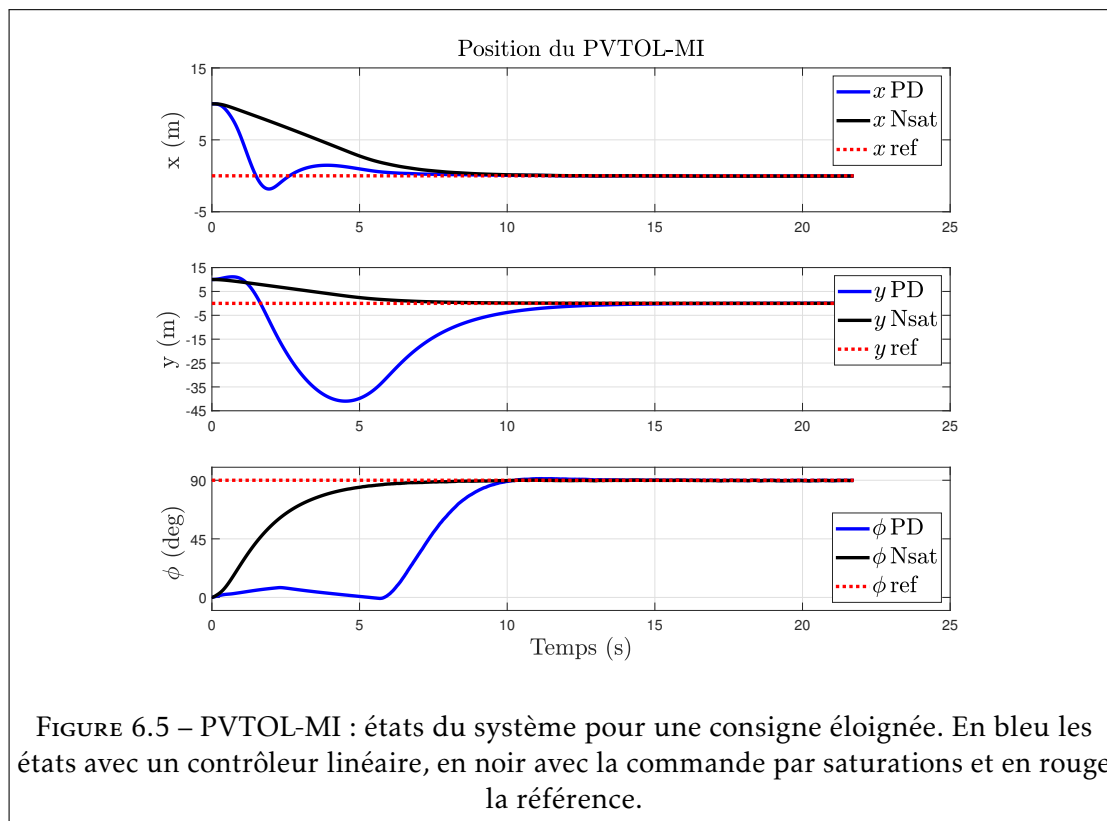 Position du PVTOL-MI
15
5
-5
x (m)
x PD
x Nsat
x ref
0
5
10
15
20
25
15
5
-5
-15
-25
-35
-45
y (m)
y PD
y Nsat
y ref
0
5
10
15
20
25
90
45
0
ϕ (deg)
ϕ PD
ϕ Nsat
ϕ ref
0
5
10
15
20
25
Temps (s)
FIGURE 6.5 – PVTOL-MI : états du système pour une consigne éloignée. En bleu les
états avec un contrôleur linéaire, en noir avec la commande par saturations et en rouge
la référence.